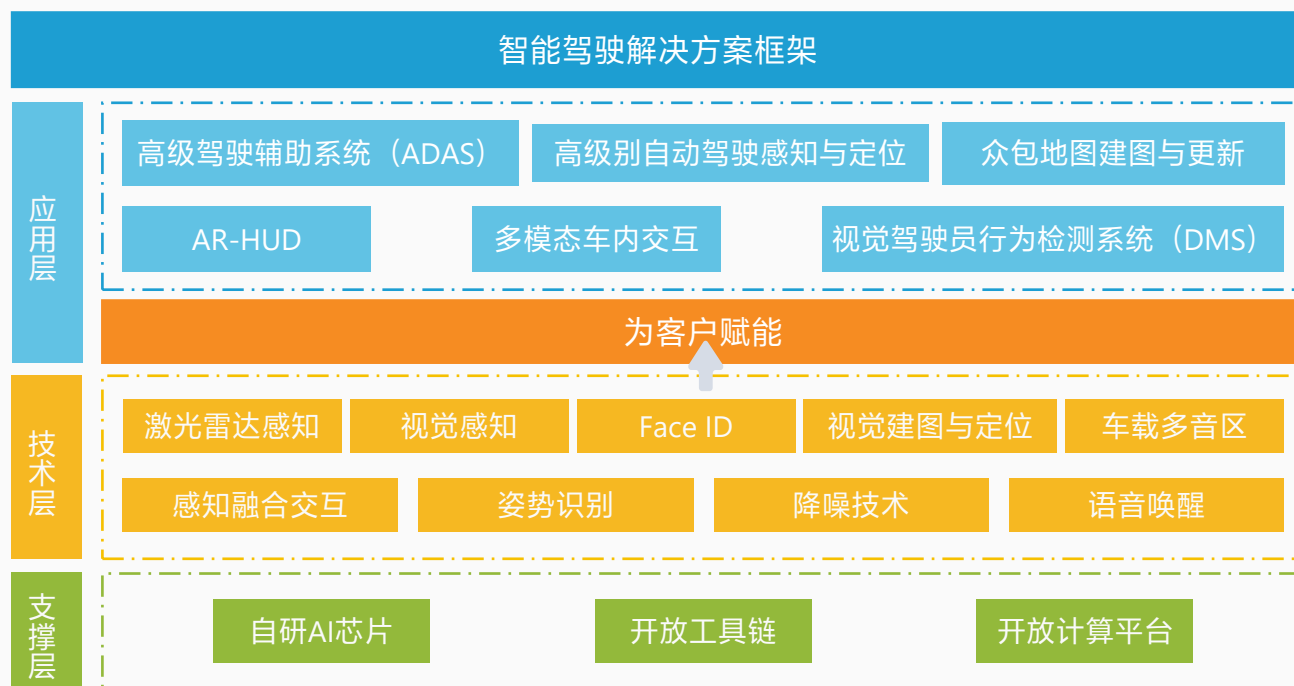 智能驾驶解决方案框架
应用层
高级驾驶辅助系统（ADAS）
高级别自动驾驶感知与定位
众包地图建图与更新
AR-HUD
多模态车内交互
视觉驾驶员行为检测系统（DMS）
为客户赋能
技术层
激光雷达感知
视觉感知
Face ID
视觉建图与定位
车载多音区
感知融合交互
姿势识别
降噪技术
语音唤醒
支撑层
自研AI芯片
开放工具链
开放计算平台